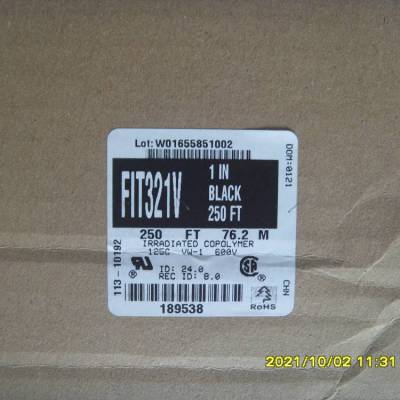 Lot: W01655851002
FIT321V
1 IN
BLACK
250 FT
250 FT 76.2 M
IRRADIATED COPOLYMER
125C VW-1 600V
ID: 24.0
REC ID: 8.0
189538
113-10192
DOM:0121
CHN
RoHS
2021/10/02 11:31